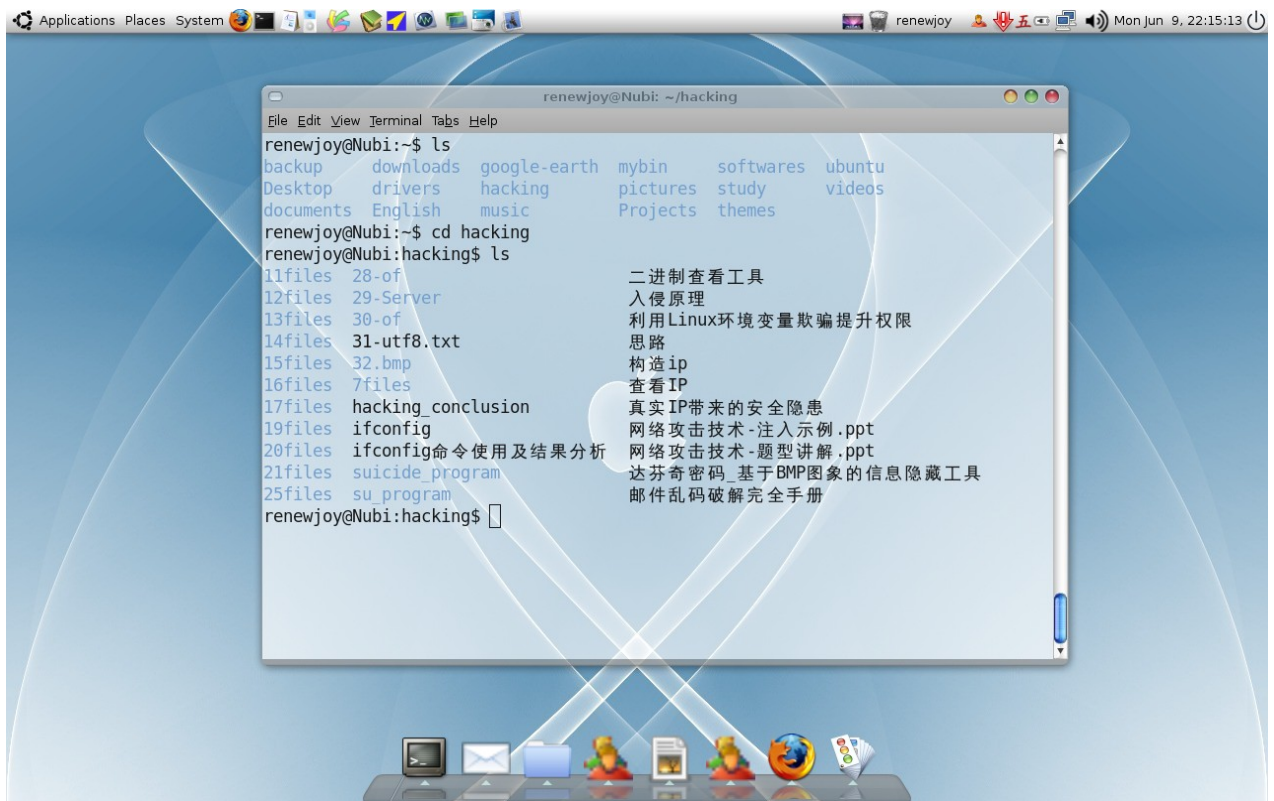 Applications Places System renewjoy 五 Mon Jun 9, 22:15:13
renewjoy@Nubi: ~/hacking
File Edit View Terminal Tabs Help
renewjoy@Nubi:~$ ls
backup downloads google-earth mybin softwares ubuntu
Desktop drivers hacking pictures study videos
documents English music Projects themes
renewjoy@Nubi:~$ cd hacking
renewjoy@Nubi:hacking$ ls
11files 28-of 二进制查看工具
12files 29-Server 入侵原理
13files 30-of 利用Linux环境变量欺骗提升权限
14files 31-utf8.txt 思路
15files 32.bmp 构造ip
16files 7files 查看IP
17files hacking_conclusion 真实IP带来的安全隐患
19files ifconfig 网络攻击技术-注入示例.ppt
20files ifconfig命令使用及结果分析 网络攻击技术-题型讲解.ppt
21files suicide_program 达芬奇密码_基于BMP图象的信息隐藏工具
25files su_program 邮件乱码破解完全手册
renewjoy@Nubi:hacking$